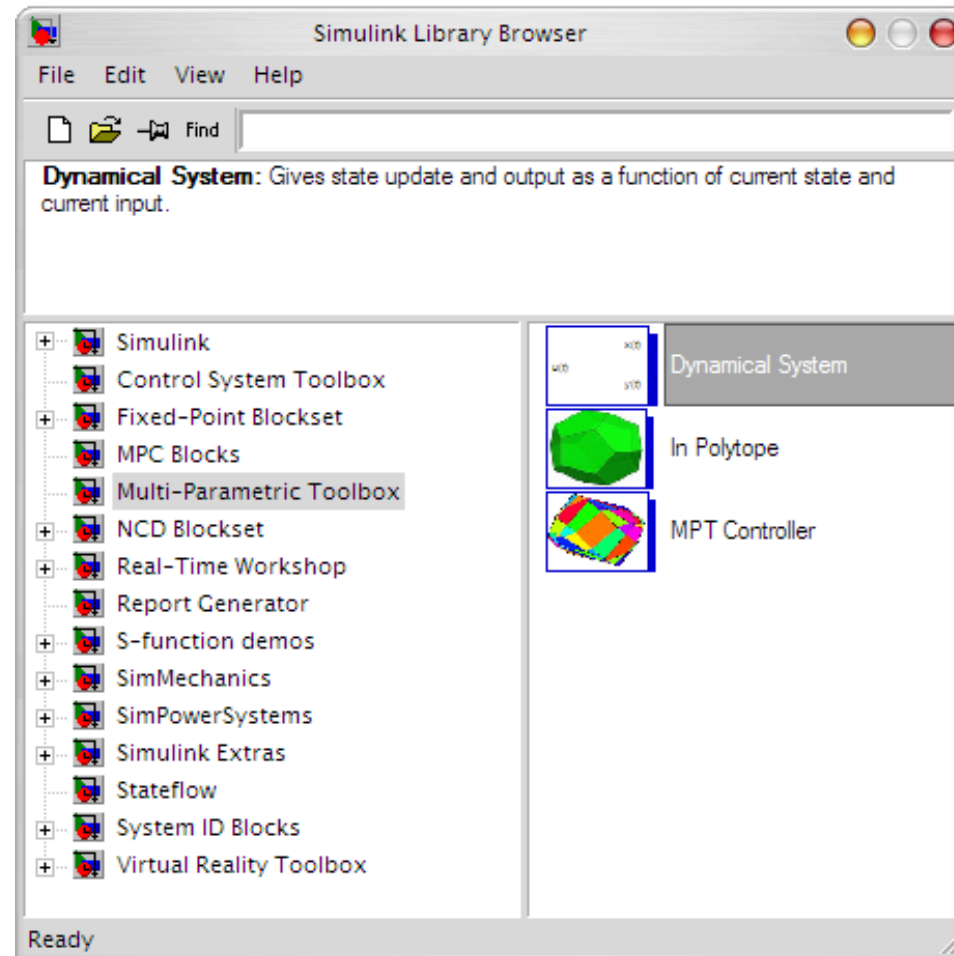 Simulink Library Browser
File Edit View Help
Find
Dynamical System: Gives state update and output as a function of current state and
current input.
Simulink
Control System Toolbox
Fixed-Point Blockset
MPC Blocks
Multi-Parametric Toolbox
NCD Blockset
Real-Time Workshop
Report Generator
S-function demos
SimMechanics
SimPowerSystems
Simulink Extras
Stateflow
System ID Blocks
Virtual Reality Toolbox
x(t)
u(t)
y(t)
Dynamical System
In Polytope
MPT Controller
Ready